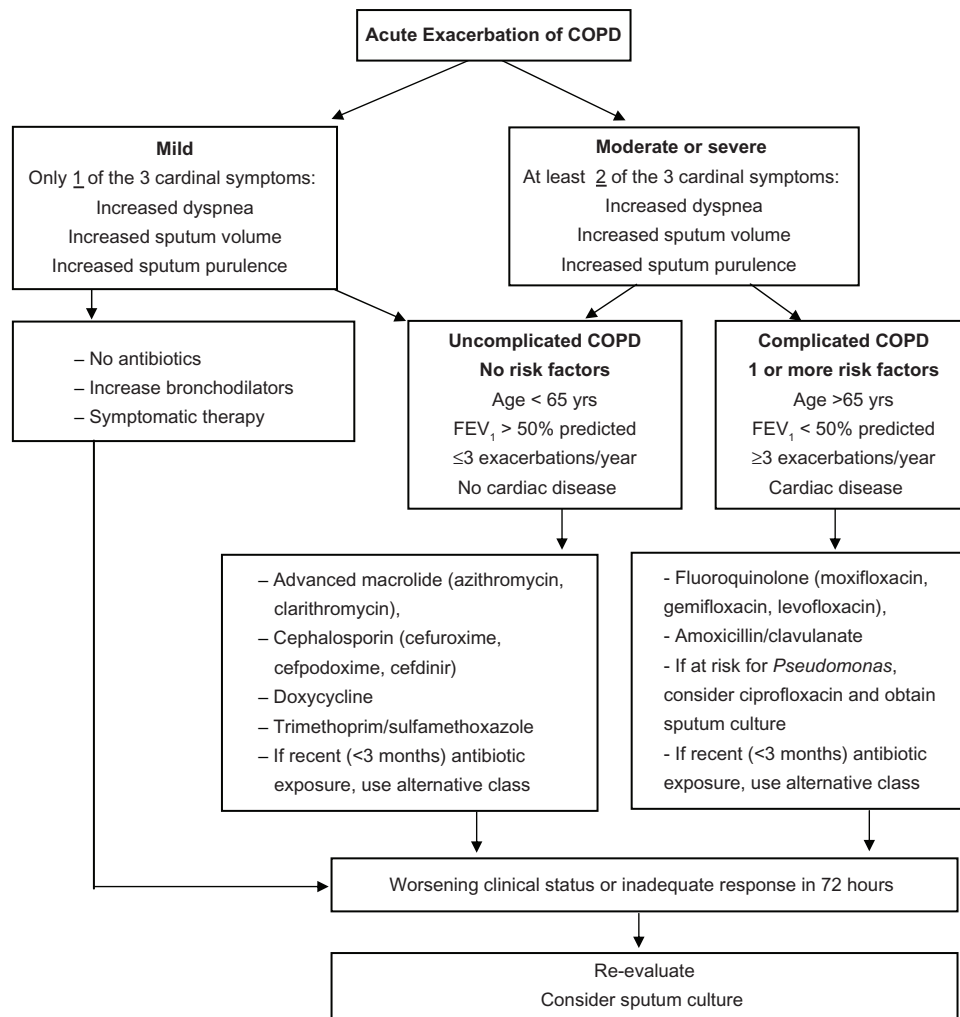 Acute Exacerbation of COPD
Mild
Only 1 of the 3 cardinal symptoms:
Increased dyspnea
Increased sputum volume
Increased sputum purulence
Moderate or severe
At least 2 of the 3 cardinal symptoms:
Increased dyspnea
Increased sputum volume
Increased sputum purulence
– No antibiotics
– Increase bronchodilators
– Symptomatic therapy
Uncomplicated COPD
No risk factors
Age < 65 yrs
FEV₁ > 50% predicted
≤3 exacerbations/year
No cardiac disease
Complicated COPD
1 or more risk factors
Age >65 yrs
FEV₁ < 50% predicted
≥3 exacerbations/year
Cardiac disease
– Advanced macrolide (azithromycin,
clarithromycin),
– Cephalosporin (cefuroxime,
cefpodoxime, cefdinir)
– Doxycycline
– Trimethoprim/sulfamethoxazole
– If recent (<3 months) antibiotic
exposure, use alternative class
- Fluoroquinolone (moxifloxacin,
gemifloxacin, levofloxacin),
- Amoxicillin/clavulanate
- If at risk for Pseudomonas,
consider ciprofloxacin and obtain
sputum culture
- If recent (<3 months) antibiotic
exposure, use alternative class
Worsening clinical status or inadequate response in 72 hours
Re-evaluate
Consider sputum culture